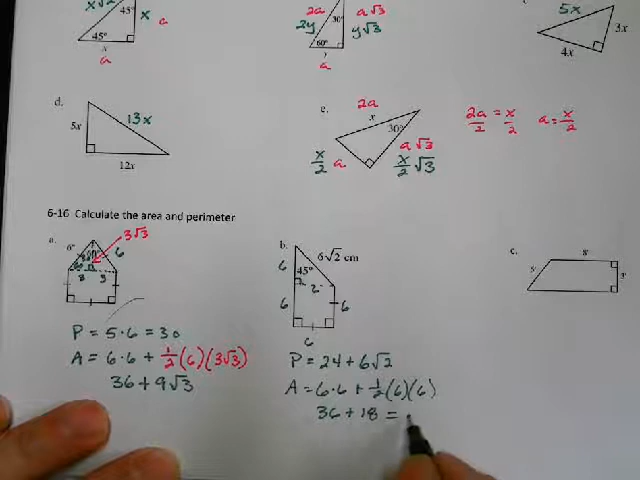 x√2 45° x a
45°
x
a
2a 30° a√3
2y y√3
60°
y
a
5x 3x
4x
d.
5x 13x
12x
e.
2a
x
30°
x/2 a
a√3
x/2 √3
2a/2 = x/2 a = x/2
6-16 Calculate the area and perimeter
a.
6" 60° 6
3√3
3 3
P = 5·6 = 30
A = 6·6 + 1/2(6)(3√3)
36 + 9√3
b.
6 6√2 cm
45°
6 6
6
P = 24 + 6√2
A = 6·6 + 1/2(6)(6)
36 + 18 =
c.